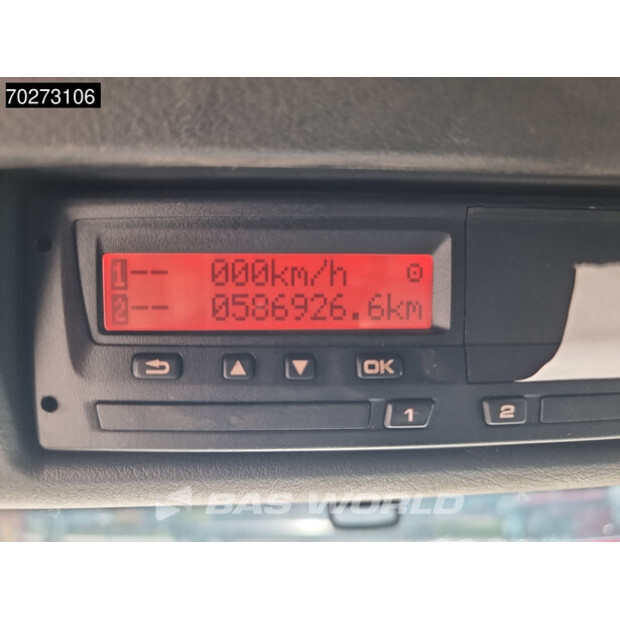 70273106
1-- 000km/h
2-- 0586926.6km
OK
1
2
BAS WORLD